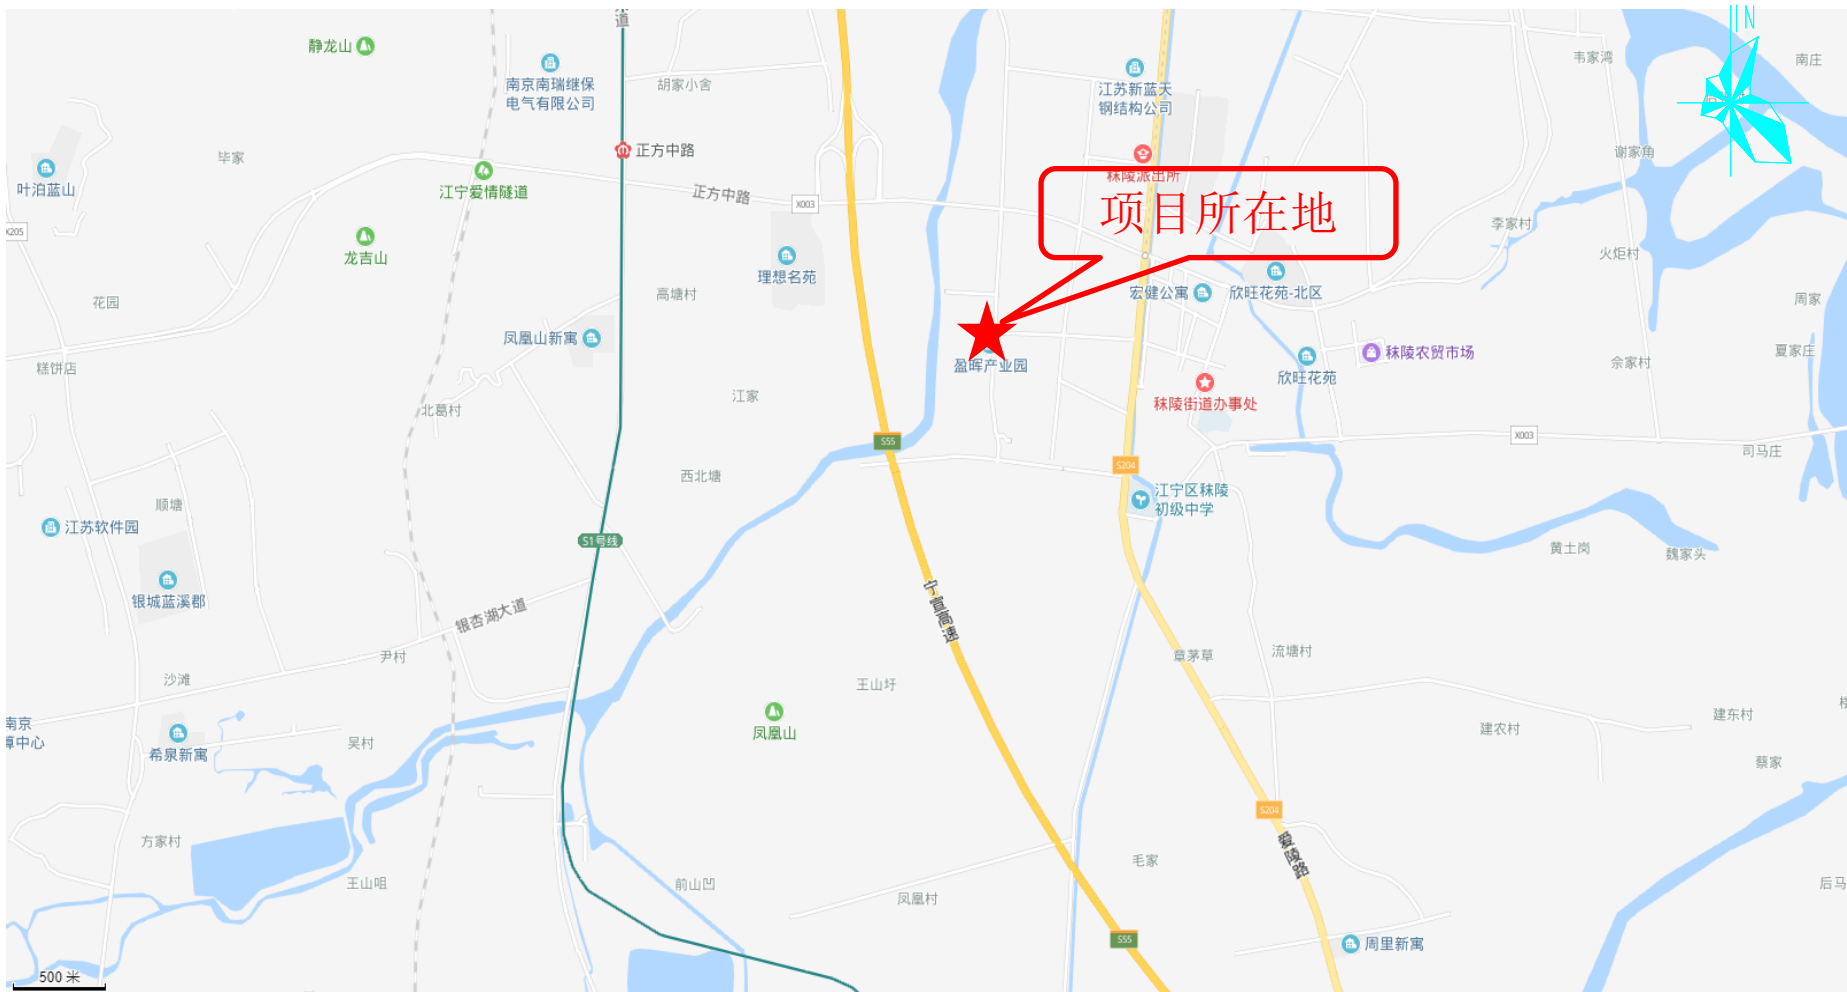 道
N
静龙山
南京南瑞继保
电气有限公司
胡家小舍
江苏新蓝天
钢结构公司
韦家湾
南庄
毕家
正方中路
谢家角
叶泊蓝山
江宁爱情隧道
正方中路
X003
秣陵派出所
项目所在地
李家村
X205
龙吉山
理想名苑
火炬村
花园
高塘村
宏健公寓
欣旺花苑-北区
周家
凤凰山新寓
糕饼店
盈晖产业园
秣陵农贸市场
夏家庄
佘家村
欣旺花苑
江家
北葛村
秣陵街道办事处
S55
X003
司马庄
西北塘
S204
江宁区秣陵
初级中学
顺塘
江苏软件园
S1号线
黄土岗
魏家头
银城蓝溪郡
银杏湖大道
宁宣高速
尹村
章茅草
流塘村
沙滩
王山圩
南京
算中心
希泉新寓
吴村
凤凰山
建东村
建农村
蔡家
S204
方家村
爱陵路
毛家
王山咀
前山凹
凤凰村
后马
S55
周里新寓
500 米